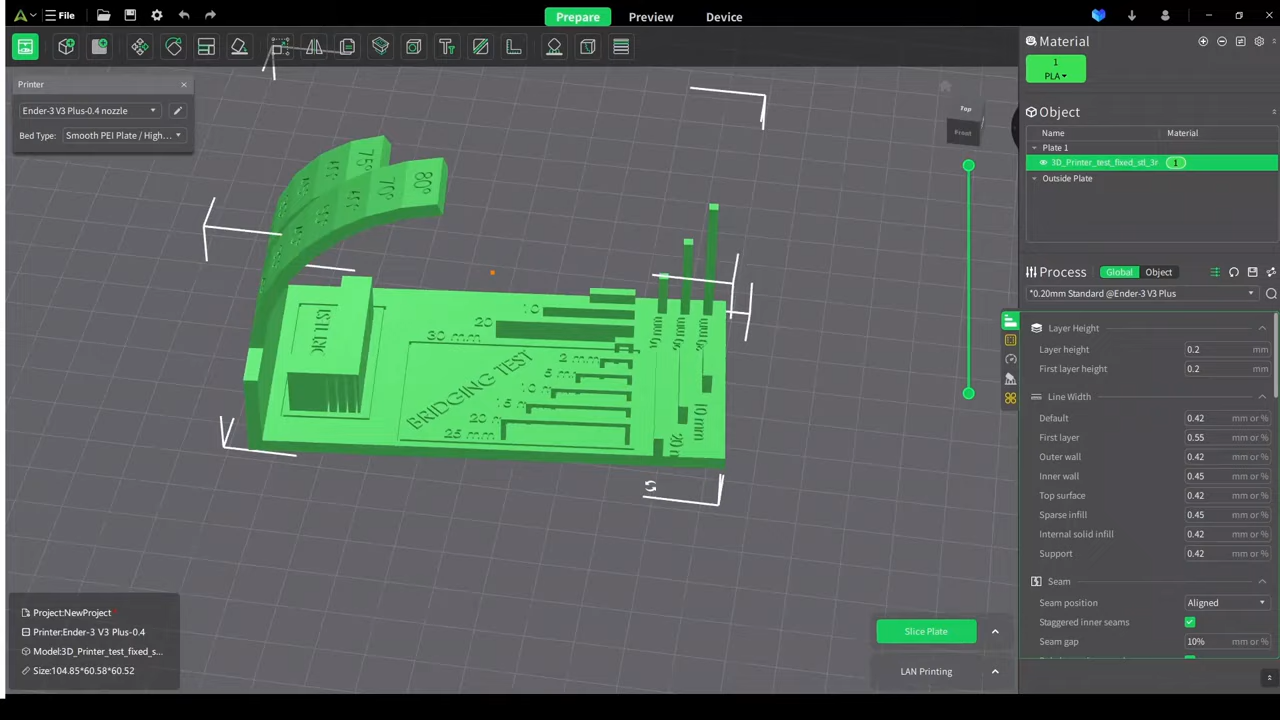 File
Prepare
Preview
Device
Printer
Ender-3 V3 Plus-0.4 nozzle
Bed Type:
Smooth PEI Plate / High...
Top
Front
75°
70°
80°
10
20
30 mm
BRIDGING TEST
2 mm
5 m
10 m
15 m
20 m
25 mm
10 mm
Project:NewProject*
Printer:Ender-3 V3 Plus-0.4
Model:3D_Printer_test_fixed_s...
Size:104.85*60.58*60.52
Slice Plate
LAN Printing
Material
1
PLA
Object
Name
Material
Plate 1
3D_Printer_test_fixed_stl_3r
1
Outside Plate
Process
Global
Object
*0.20mm Standard @Ender-3 V3 Plus
Layer Height
Layer height
0.2
mm
First layer height
0.2
mm
Line Width
Default
0.42
mm or %
First layer
0.55
mm or %
Outer wall
0.42
mm or %
Inner wall
0.45
mm or %
Top surface
0.42
mm or %
Sparse infill
0.45
mm or %
Internal solid infill
0.42
mm or %
Support
0.42
mm or %
Seam
Seam position
Aligned
Staggered inner seams
Seam gap
10%
mm or %